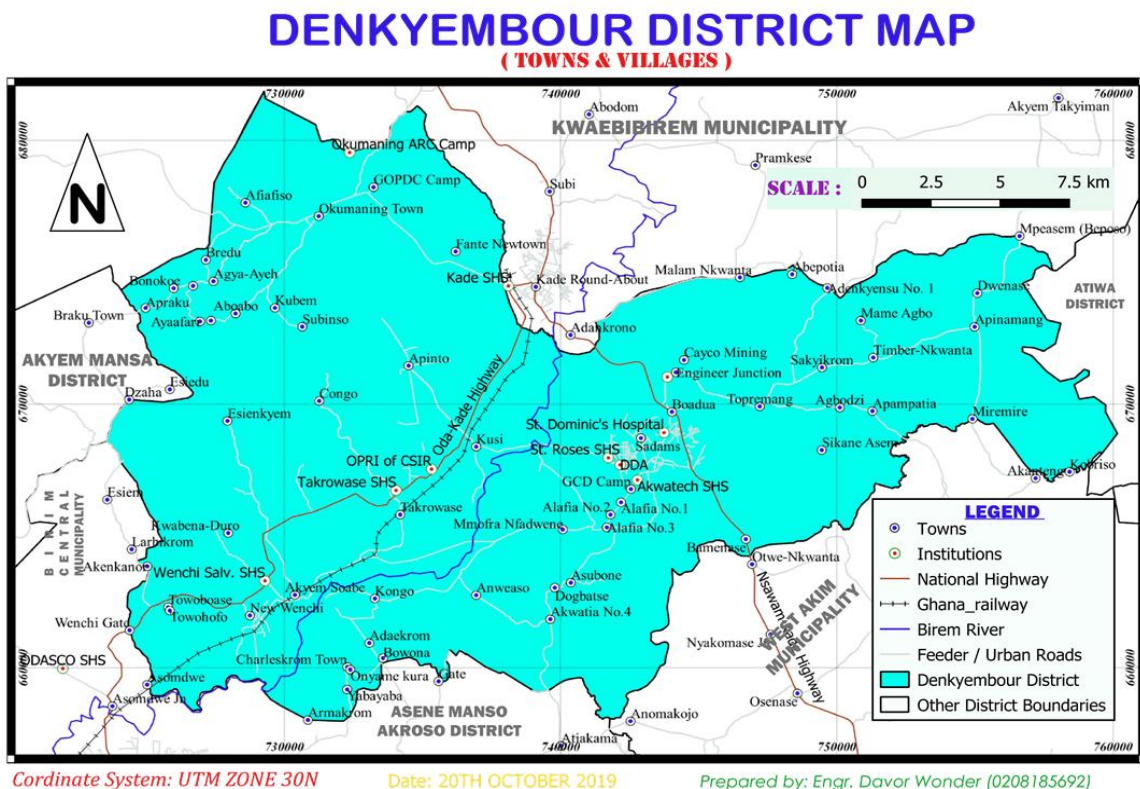 DENKYEMBOUR DISTRICT MAP
( TOWNS & VILLAGES )
730000
740000
750000
760000
680000
680000
Abodom
Akyem Takyiman
KWAEBIBIREM MUNICIPALITY
Okumaning ARC Camp
Pramkese
N
GOPDC Camp
Subi
SCALE :
0 2.5 5 7.5 km
Afiafiso
Okumaning Town
Mpeasem (Beposo)
Bredu
Fante Newtown
Bonokoe
Agya-Ayeh
Kade SHS
Kade Round-About
Malam Nkwanta
Abepotia
Adenkyensu No. 1
Dwenase
ATIWA
DISTRICT
Apraku
Aboabo
Kubem
Braku Town
Ayaafare
Subinso
Adahkrono
Mame Agbo
Apinamang
AKYEM MANSA
DISTRICT
Apinto
Cayco Mining
Sakyikrom
Timber-Nkwanta
Engineer Junction
Esiedu
Dzaha
Congo
Oda-Kade Highway
670000
670000
Boadua
Topremang
Agbodzi
Apampatia
Miremire
Esienkyem
St. Dominic's Hospital
Kusi
Sadams
Sikane Asem
St. Roses SHS
DDA
OPRI of CSIR
Akanteng
Kobriso
Takrowase SHS
GCD Camp
Akwatech SHS
Esiem
BIRIM
CENTRAL
MUNICIPALITY
Takrowase
Alafia No.2
Alafia No.1
Kwabena-Duro
Mmofra Nfadwene
Alafia No.3
Larbikrom
Bamenase
Otwe-Nkwanta
Akenkano
Wenchi Salv. SHS
Asubone
Akyem Soabe
Kongo
Anweaso
Dogbatse
Towoboase
Towohofo
New Wenchi
Akwatia No.4
Wenchi Gate
Adaekrom
Nyakomase Jn
WEST AKIM
MUNICIPALITY
Charleskrom Town
Bowona
ODASCO SHS
660000
660000
Onyame kura
Gate
Asomdwe
Yabayaba
Osenase
Asomdwe Jn
Armakrom
ASENE MANSO
AKROSO DISTRICT
Anomakojo
Atiakama
LEGEND
Towns
Institutions
National Highway
Ghana_railway
Birem River
Feeder / Urban Roads
Denkyembour District
Other District Boundaries
730000
740000
750000
760000
Cordinate System: UTM ZONE 30N
Date: 20TH OCTOBER 2019
Prepared by: Engr. Davor Wonder (0208185692)